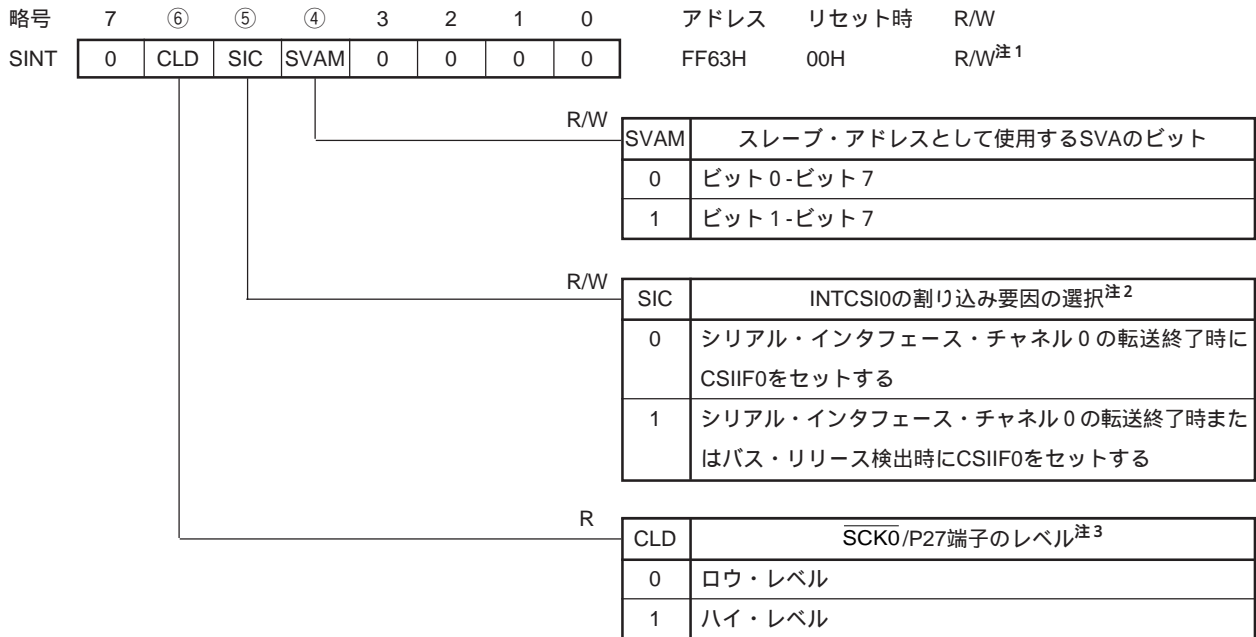 略号 7 ⑥ ⑤ ④ 3 2 1 0 アドレス リセット時 R/W
SINT 0 CLD SIC SVAM 0 0 0 0 FF63H 00H R/W注1
R/W
SVAM スレーブ・アドレスとして使用するSVAのビット
0 ビット0-ビット7
1 ビット1-ビット7
R/W
SIC INTCSI0の割り込み要因の選択注2
0 シリアル・インタフェース・チャネル0の転送終了時に
CSIIF0をセットする
1 シリアル・インタフェース・チャネル0の転送終了時また
はバス・リリース検出時にCSIIF0をセットする
R
CLD S̅C̅K̅0̅/P27端子のレベル注3
0 ロウ・レベル
1 ハイ・レベル